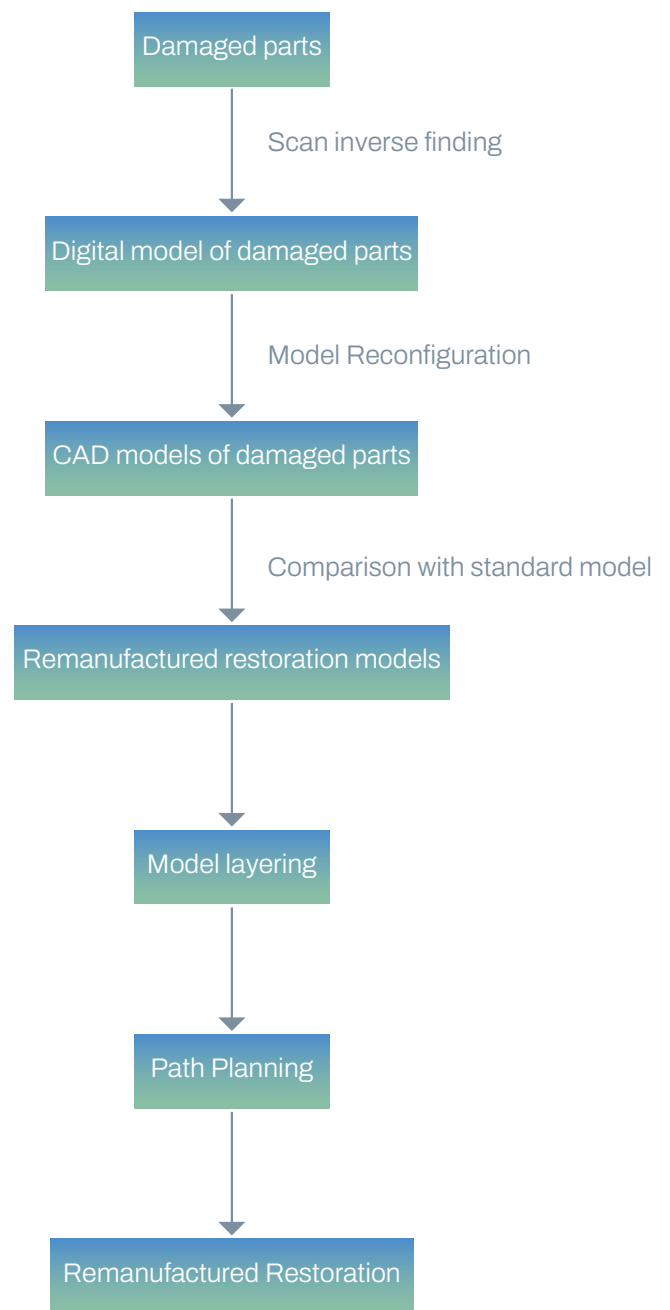 Damaged parts
Scan inverse finding
Digital model of damaged parts
Model Reconfiguration
CAD models of damaged parts
Comparison with standard model
Remanufactured restoration models
Model layering
Path Planning
Remanufactured Restoration